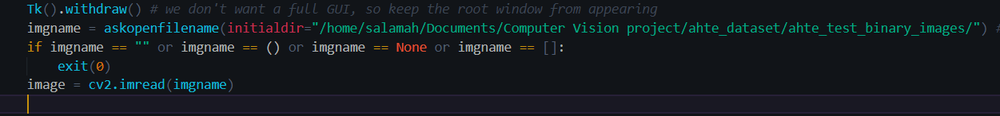 Tk().withdraw() # we don't want a full GUI, so keep the root window from appearing
imgname = askopenfilename(initialdir="/home/salamah/Documents/Computer Vision project/ahte_dataset/ahte_test_binary_images/") #
if imgname == "" or imgname == () or imgname == None or imgname == []:
    exit(0)
image = cv2.imread(imgname)